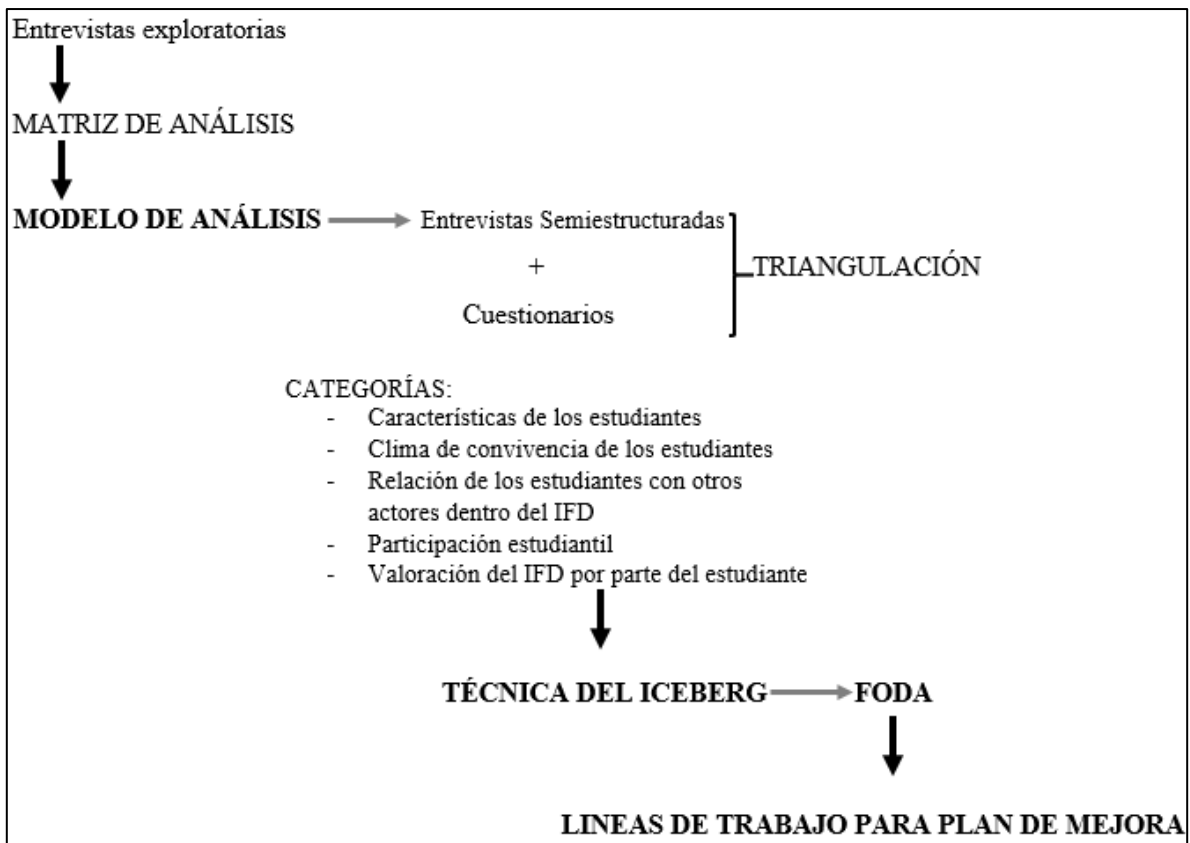 Entrevistas exploratorias
MATRIZ DE ANÁLISIS
MODELO DE ANÁLISIS
Entrevistas Semiestructuradas
+
Cuestionarios
TRIANGULACIÓN
CATEGORÍAS:
- Características de los estudiantes
- Clima de convivencia de los estudiantes
- Relación de los estudiantes con otros
actores dentro del IFD
- Participación estudiantil
- Valoración del IFD por parte del estudiante
TÉCNICA DEL ICEBERG
FODA
LINEAS DE TRABAJO PARA PLAN DE MEJORA